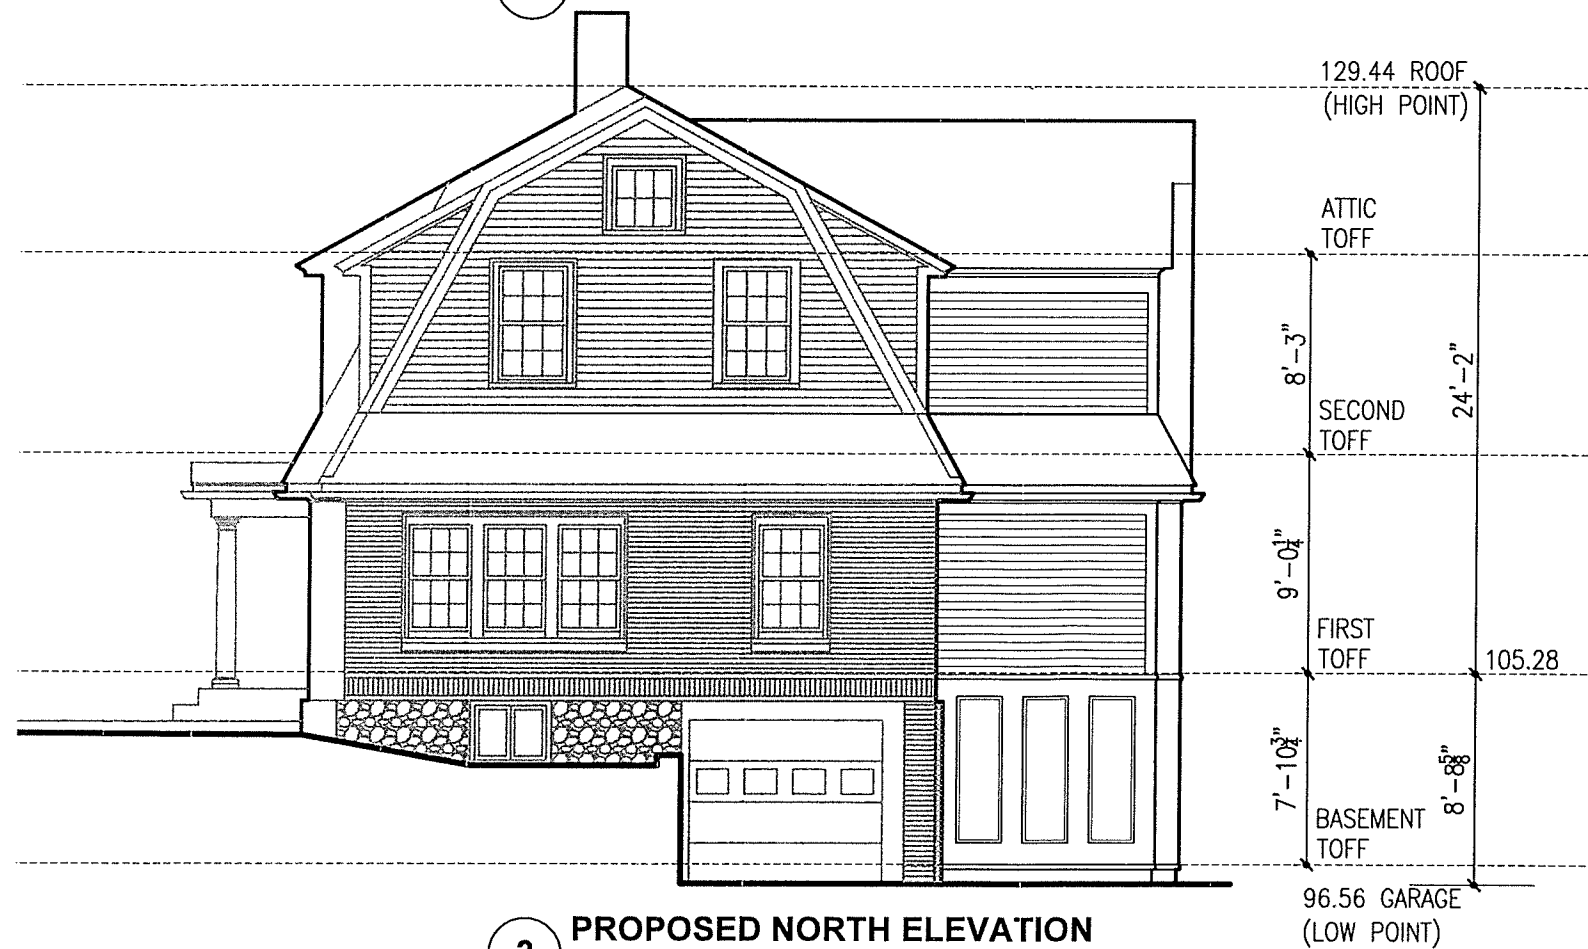 129.44 ROOF
(HIGH POINT)
ATTIC
TOFF
8'-3"
24'-2"
SECOND
TOFF
9'-0¼"
FIRST
TOFF
105.28
7'-10¾"
8'-8⅝"
BASEMENT
TOFF
96.56 GARAGE
(LOW POINT)
PROPOSED NORTH ELEVATION